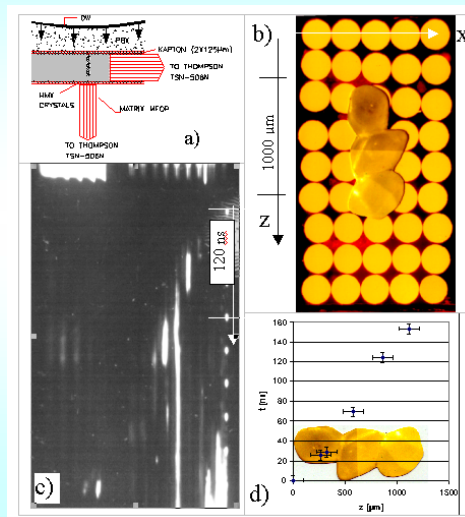 DW
PBX
KAPTON (2X125Mm)
TO THOMPSON
TSN-506N
HMX
CRYSTALS
MATRIX MFOP
TO THOMPSON
TSN-506N
a)
b)
x
1000 µm
Z
120 ns
c)
160
140
120
100
80
60
40
20
0
t [ns]
0
500
1000
1500
z [µm]
d)